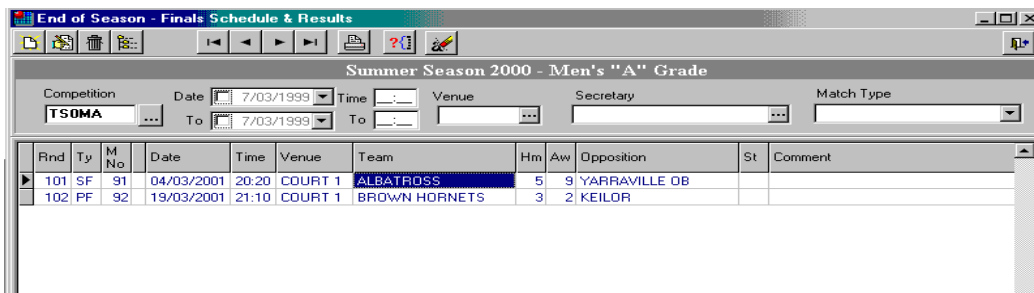 End of Season - Finals Schedule & Results
?{}
Summer Season 2000 - Men's "A" Grade
Competition Date 7/03/1999 Time _:__ Venue Secretary Match Type
TSOMA ... To 7/03/1999 To _:__ ... ...
Rnd Ty M No Date Time Venue Team Hm Aw Opposition St Comment
101 SF 91 04/03/2001 20:20 COURT 1 ALBATROSS 5 9 YARRAVILLE OB
102 PF 92 19/03/2001 21:10 COURT 1 BROWN HORNETS 3 2 KEILOR